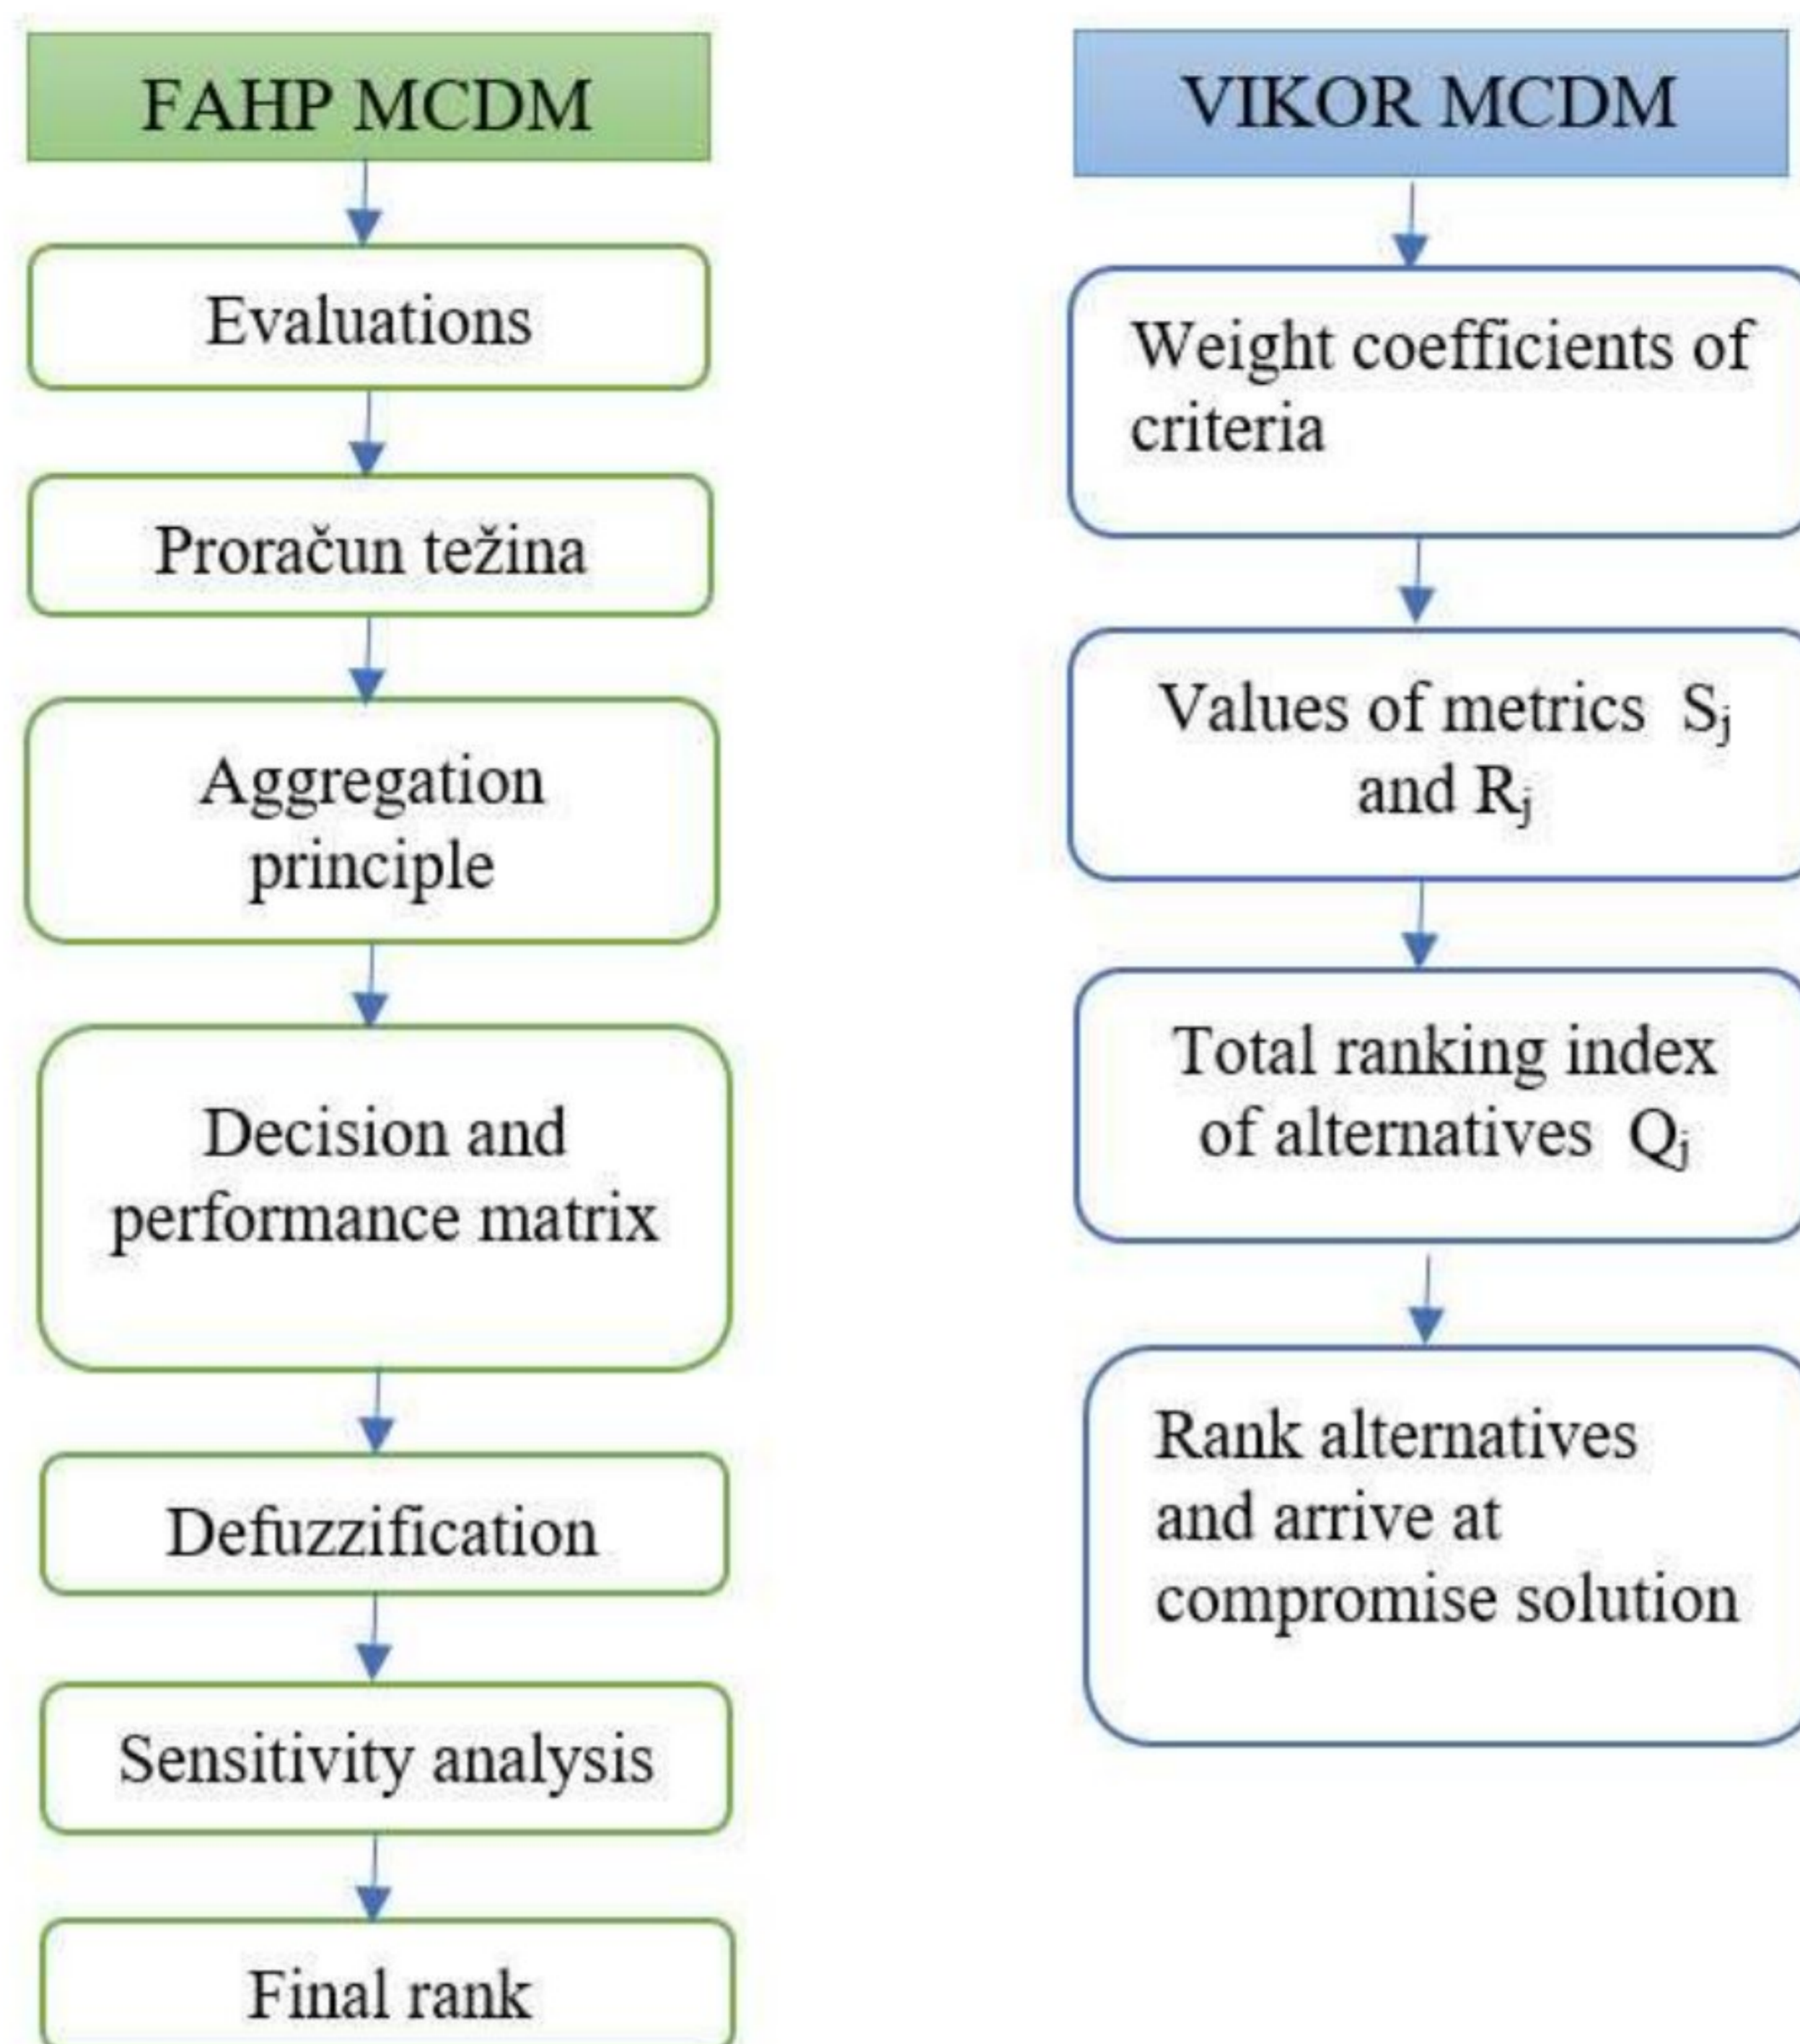 FAHP MCDM
Evaluations
Proračun težina
Aggregation
principle
Decision and
performance matrix
Defuzzification
Sensitivity analysis
Final rank
VIKOR MCDM
Weight coefficients of
criteria
Values of metrics Sj
and Rj
Total ranking index
of alternatives Qj
Rank alternatives
and arrive at
compromise solution